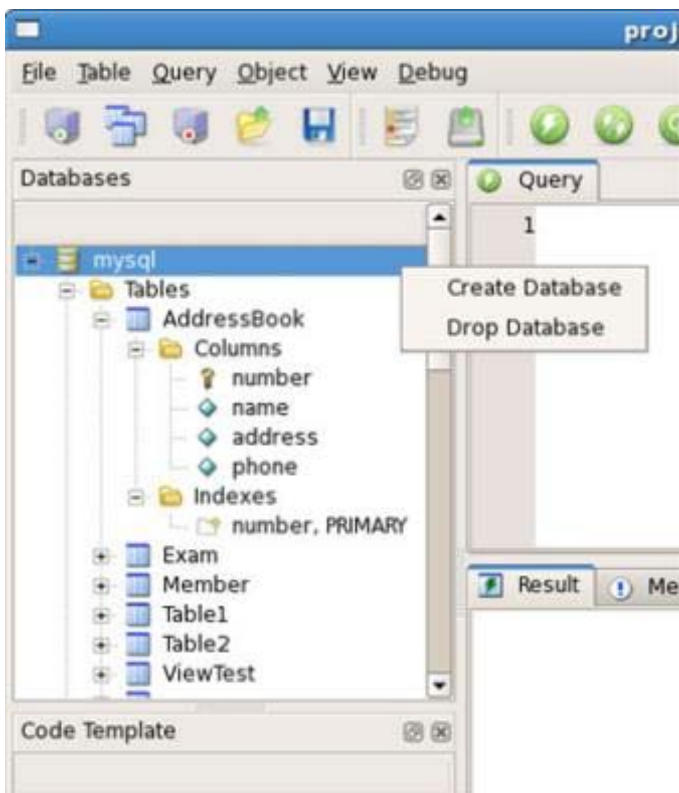 proj
File Table Query Object View Debug
Databases
Query
1
mysql
Create Database
Drop Database
Tables
AddressBook
Columns
number
name
address
phone
Indexes
number, PRIMARY
Exam
Member
Table1
Table2
ViewTest
Result
Me
Code Template